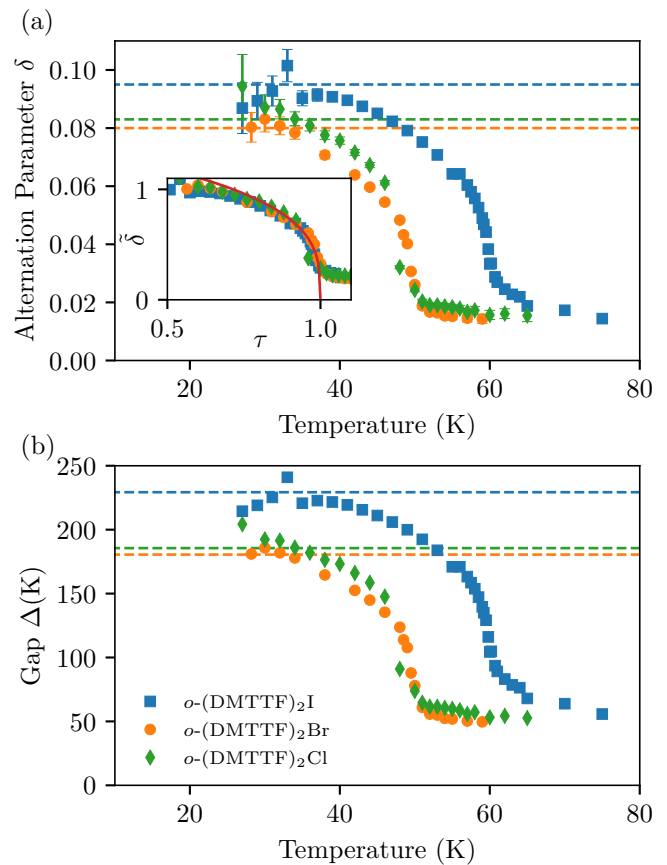 (a)
Alternation Parameter δ
0.10
0.08
0.06
0.04
0.02
0.00
1
δ̃
0
0.5
τ
1.0
20
40
60
80
Temperature (K)
(b)
Gap Δ(K)
250
200
150
100
50
0
o-(DMTTF)₂I
o-(DMTTF)₂Br
o-(DMTTF)₂Cl
20
40
60
80
Temperature (K)